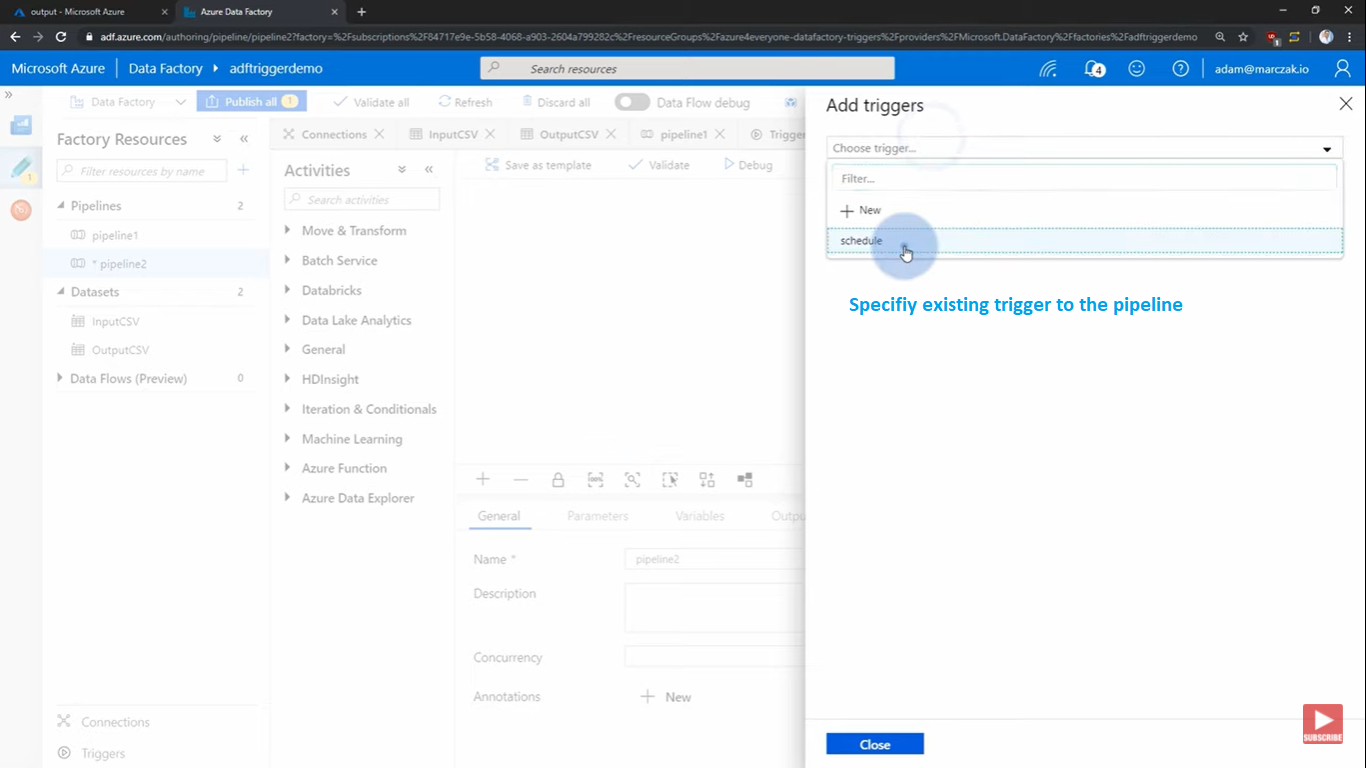 output - Microsoft Azure
Azure Data Factory
adf.azure.com/authoring/pipeline/pipeline2?factory=%2Fsubscriptions%2F84717e9e-5b58-4068-a903-2604a799282c%2FresourceGroups%2Fazure4everyone-datafactory-triggers%2Fproviders%2FMicrosoft.DataFactory%2Ffactories%2Fadftriggerdemo
1
Microsoft Azure
Data Factory
adftriggerdemo
Search resources
4
adam@marczak.io
Data Factory
Publish all 1
Validate all
Refresh
Discard all
Data Flow debug
Factory Resources
Filter resources by name
1
Pipelines 2
pipeline1
* pipeline2
Datasets 2
InputCSV
OutputCSV
Data Flows (Preview) 0
Connections
Triggers
Connections
InputCSV
OutputCSV
pipeline1
Trigger
Activities
Search activities
Move & Transform
Batch Service
Databricks
Data Lake Analytics
General
HDInsight
Iteration & Conditionals
Machine Learning
Azure Function
Azure Data Explorer
Save as template
Validate
Debug
100%
General
Parameters
Variables
Outpu
Name *
pipeline2
Description
Concurrency
Annotations
New
Add triggers
Choose trigger...
Filter...
New
schedule
Specifiy existing trigger to the pipeline
Close
SUBSCRIBE